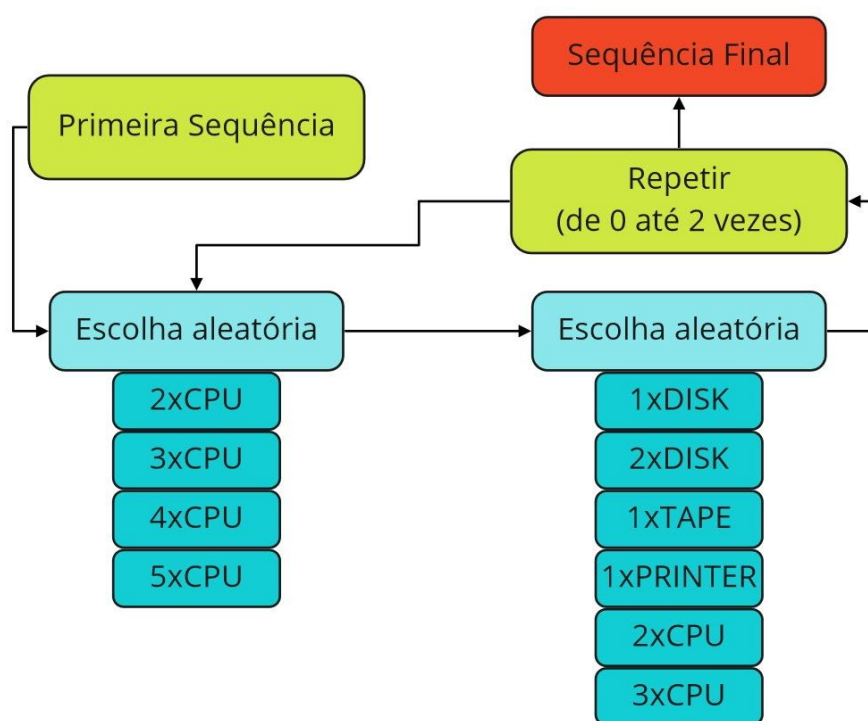 Sequência Final
Primeira Sequência
Repetir
(de 0 até 2 vezes)
Escolha aleatória
2xCPU
3xCPU
4xCPU
5xCPU
Escolha aleatória
1xDISK
2xDISK
1xTAPE
1xPRINTER
2xCPU
3xCPU